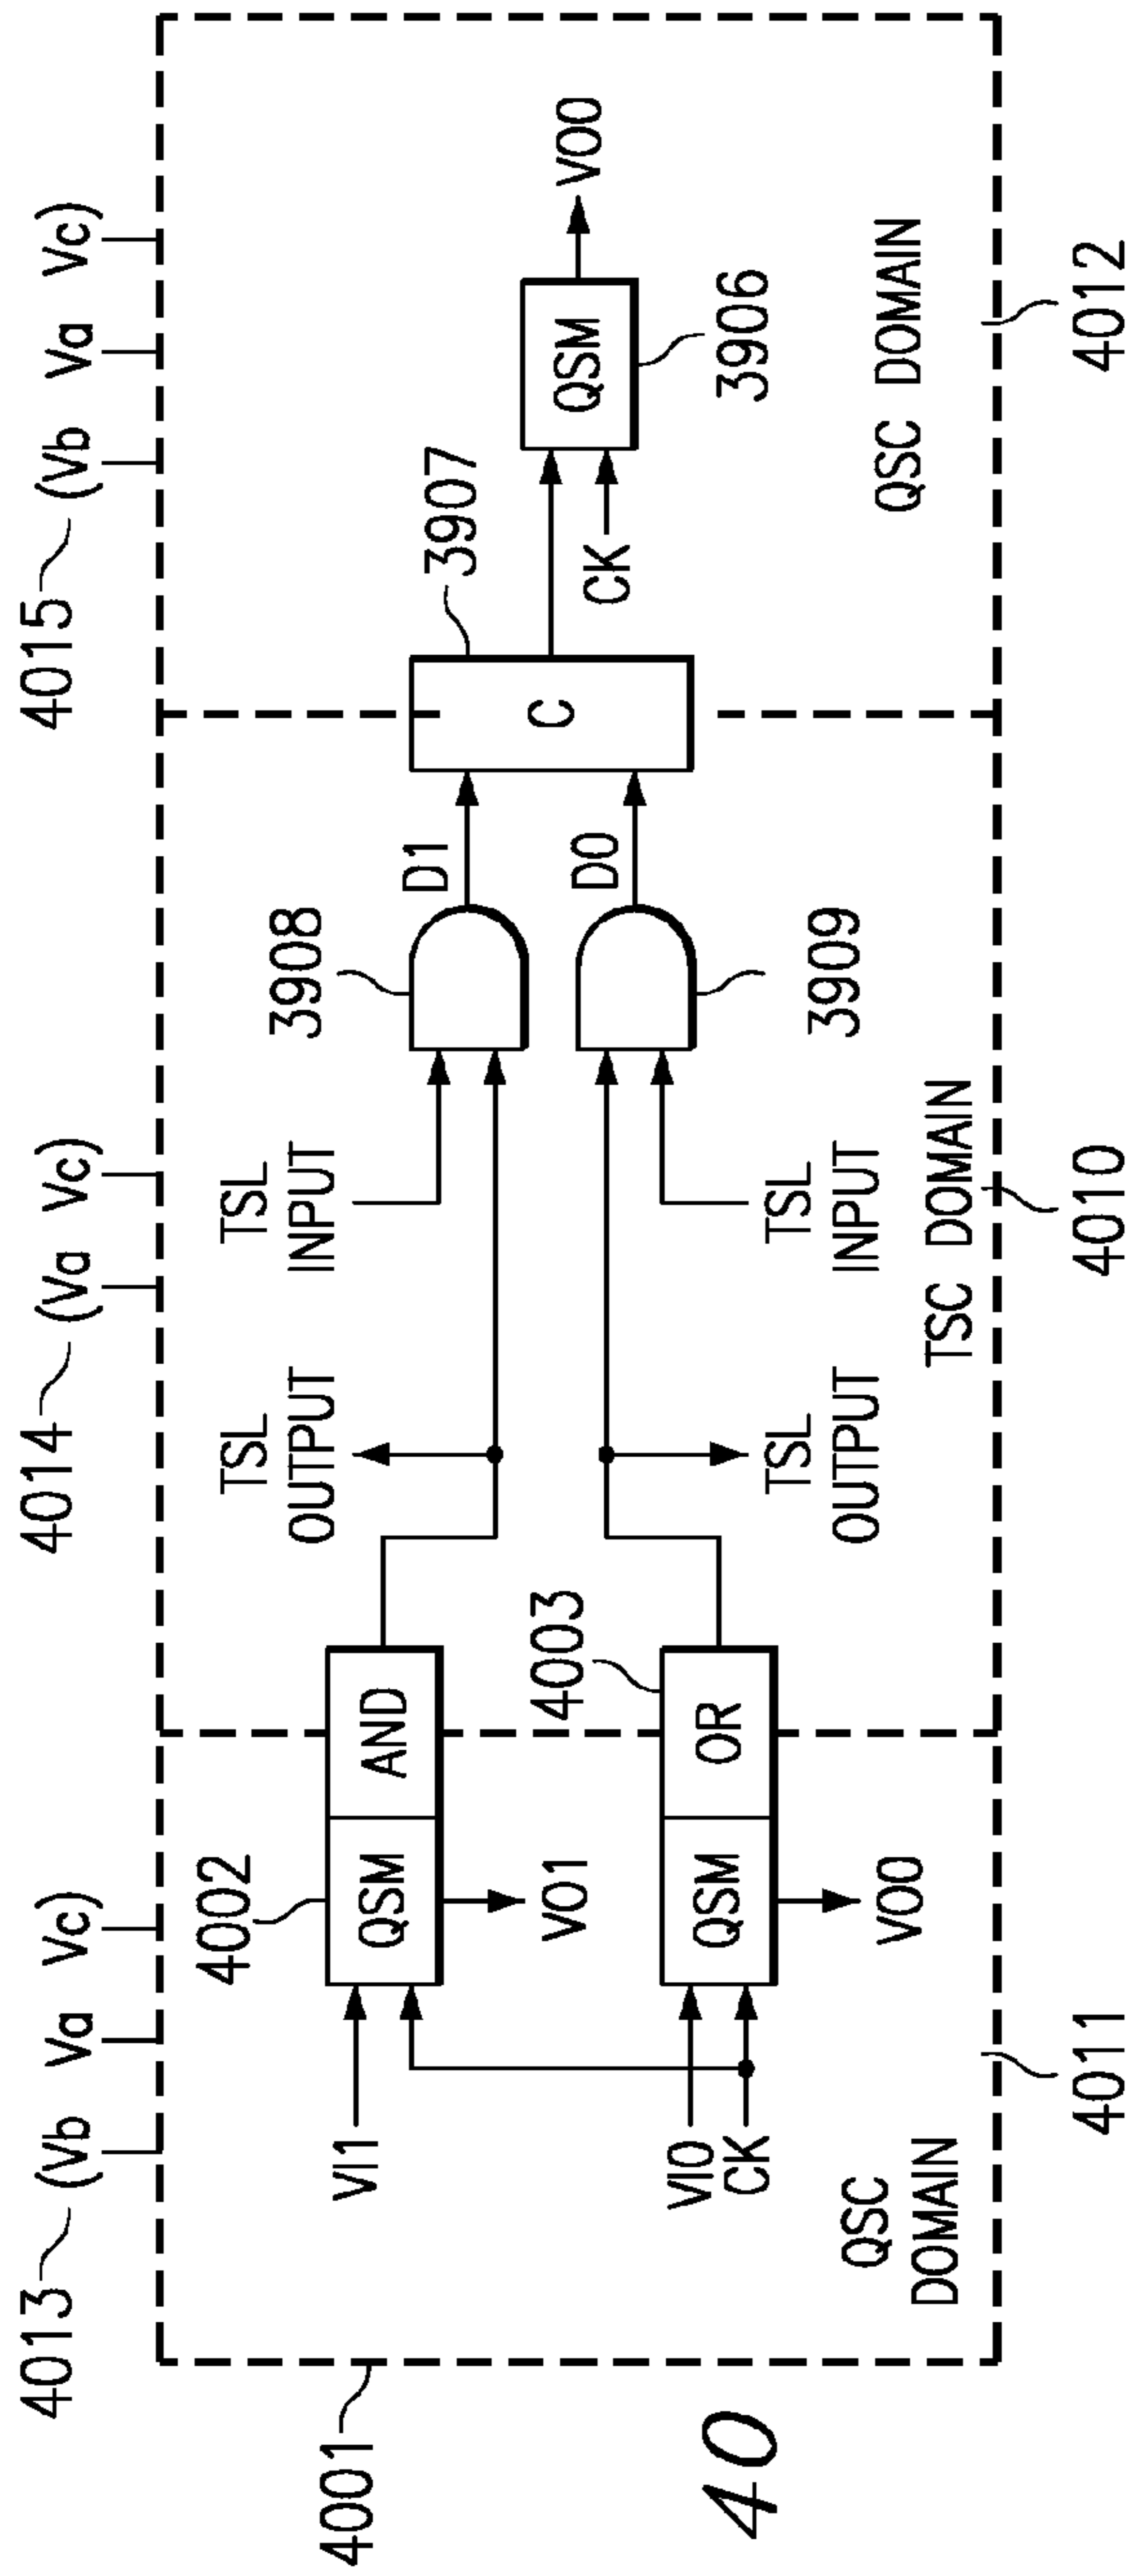 4013 (Vb Va Vc)
4014 (Va Vc)
4015 (Vb Va Vc)
4001
4002
QSM AND
VI1
VO1
4003
QSM OR
VI0
CK
VO0
QSC
DOMAIN
4011
TSL
OUTPUT
TSL
INPUT
3908
D1
D0
3909
TSL
OUTPUT
TSL
INPUT
TSC DOMAIN
4010
C
3907
CK
QSM
3906
VO0
QSC DOMAIN
4012
40